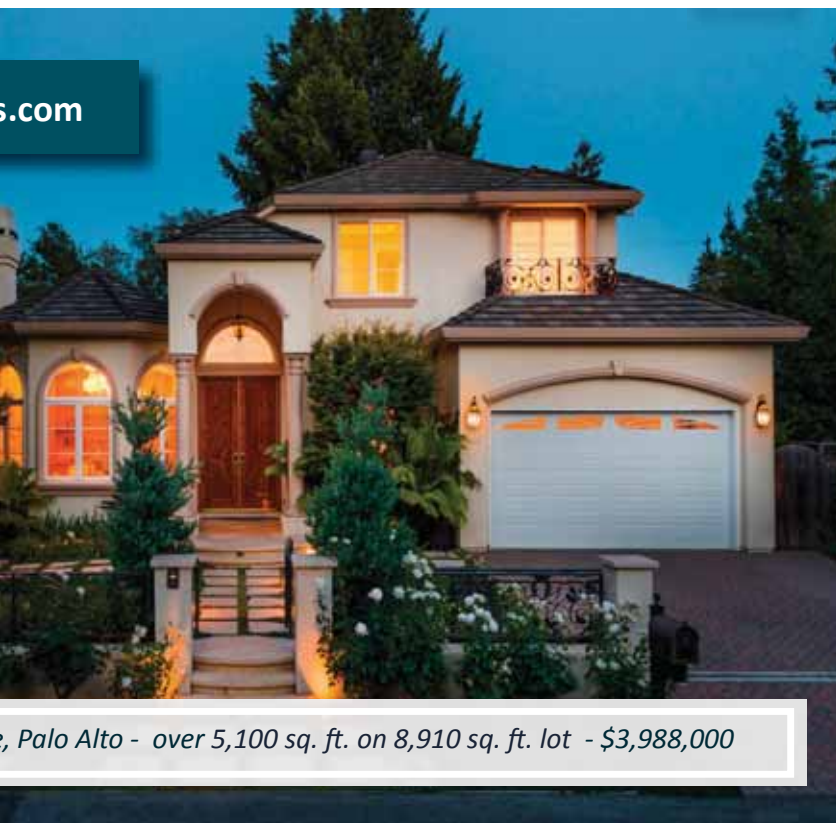 s.com
e, Palo Alto - over 5,100 sq. ft. on 8,910 sq. ft. lot - $3,988,000